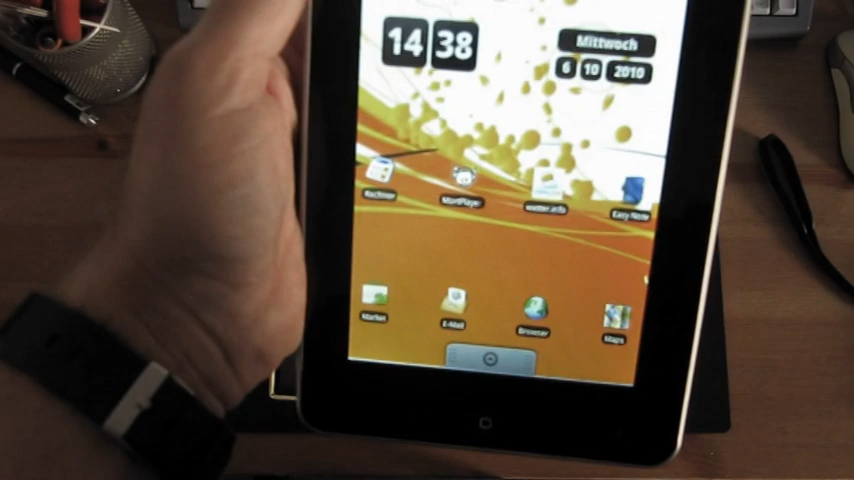 14 38
Mittwoch
6 10 2010
Rechner
MortPlayer
wetter.info
Easy Note
Market
E-Mail
Browser
Maps